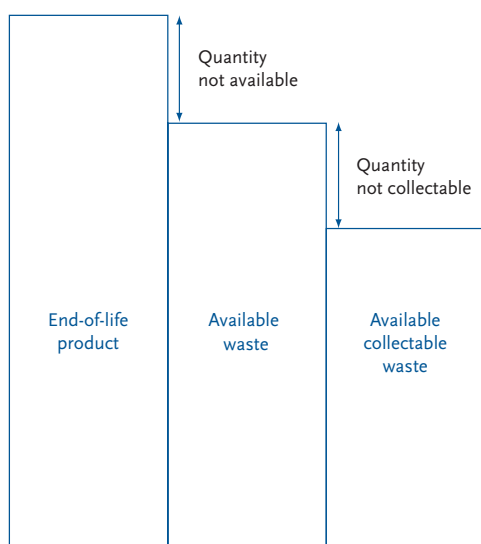 Quantity
not available
Quantity
not collectable
End-of-life
product
Available
waste
Available
collectable
waste